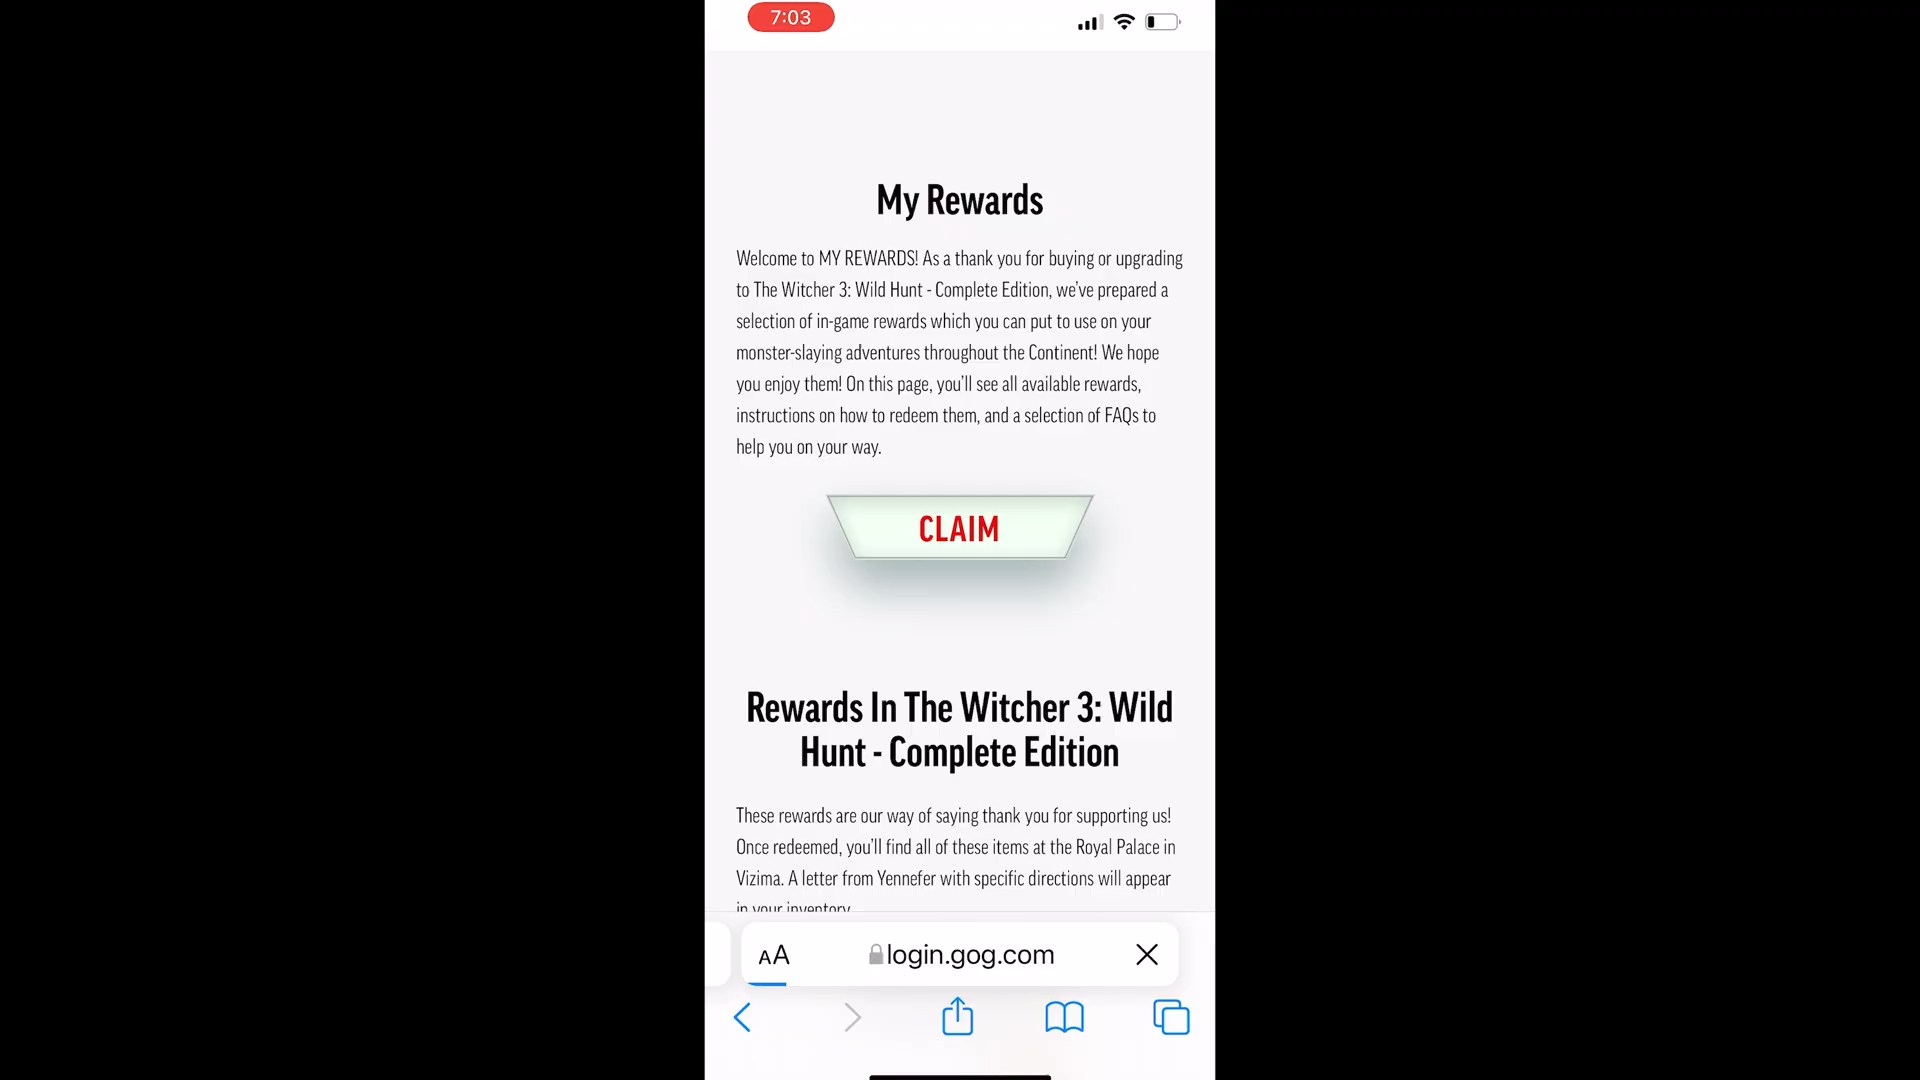 7:03
My Rewards
Welcome to MY REWARDS! As a thank you for buying or upgrading
to The Witcher 3: Wild Hunt - Complete Edition, we’ve prepared a
selection of in-game rewards which you can put to use on your
monster-slaying adventures throughout the Continent! We hope
you enjoy them! On this page, you’ll see all available rewards,
instructions on how to redeem them, and a selection of FAQs to
help you on your way.
CLAIM
Rewards In The Witcher 3: Wild
Hunt - Complete Edition
These rewards are our way of saying thank you for supporting us!
Once redeemed, you’ll find all of these items at the Royal Palace in
Vizima. A letter from Yennefer with specific directions will appear
in your inventory
AA login.gog.com